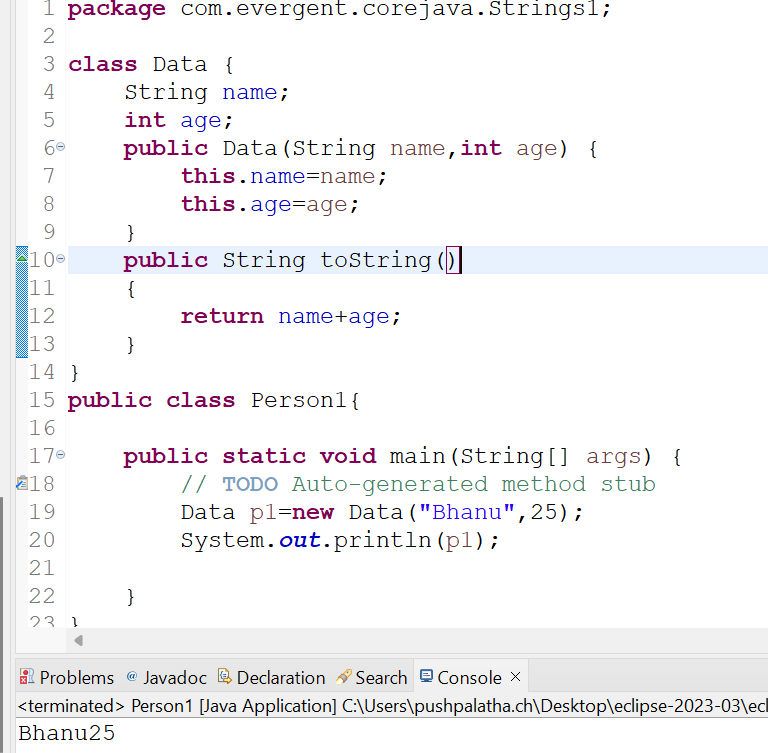 1 package com.evergent.corejava.Strings1;
2
3 class Data {
4 String name;
5 int age;
6 public Data(String name,int age) {
7 this.name=name;
8 this.age=age;
9 }
10 public String toString()
11 {
12 return name+age;
13 }
14 }
15 public class Person1{
16
17 public static void main(String[] args) {
18 // TODO Auto-generated method stub
19 Data p1=new Data("Bhanu",25);
20 System.out.println(p1);
21
22 }
23 }
Problems @ Javadoc Declaration Search Console ×
<terminated> Person1 [Java Application] C:\Users\pushpalatha.ch\Desktop\eclipse-2023-03\ecl
Bhanu25